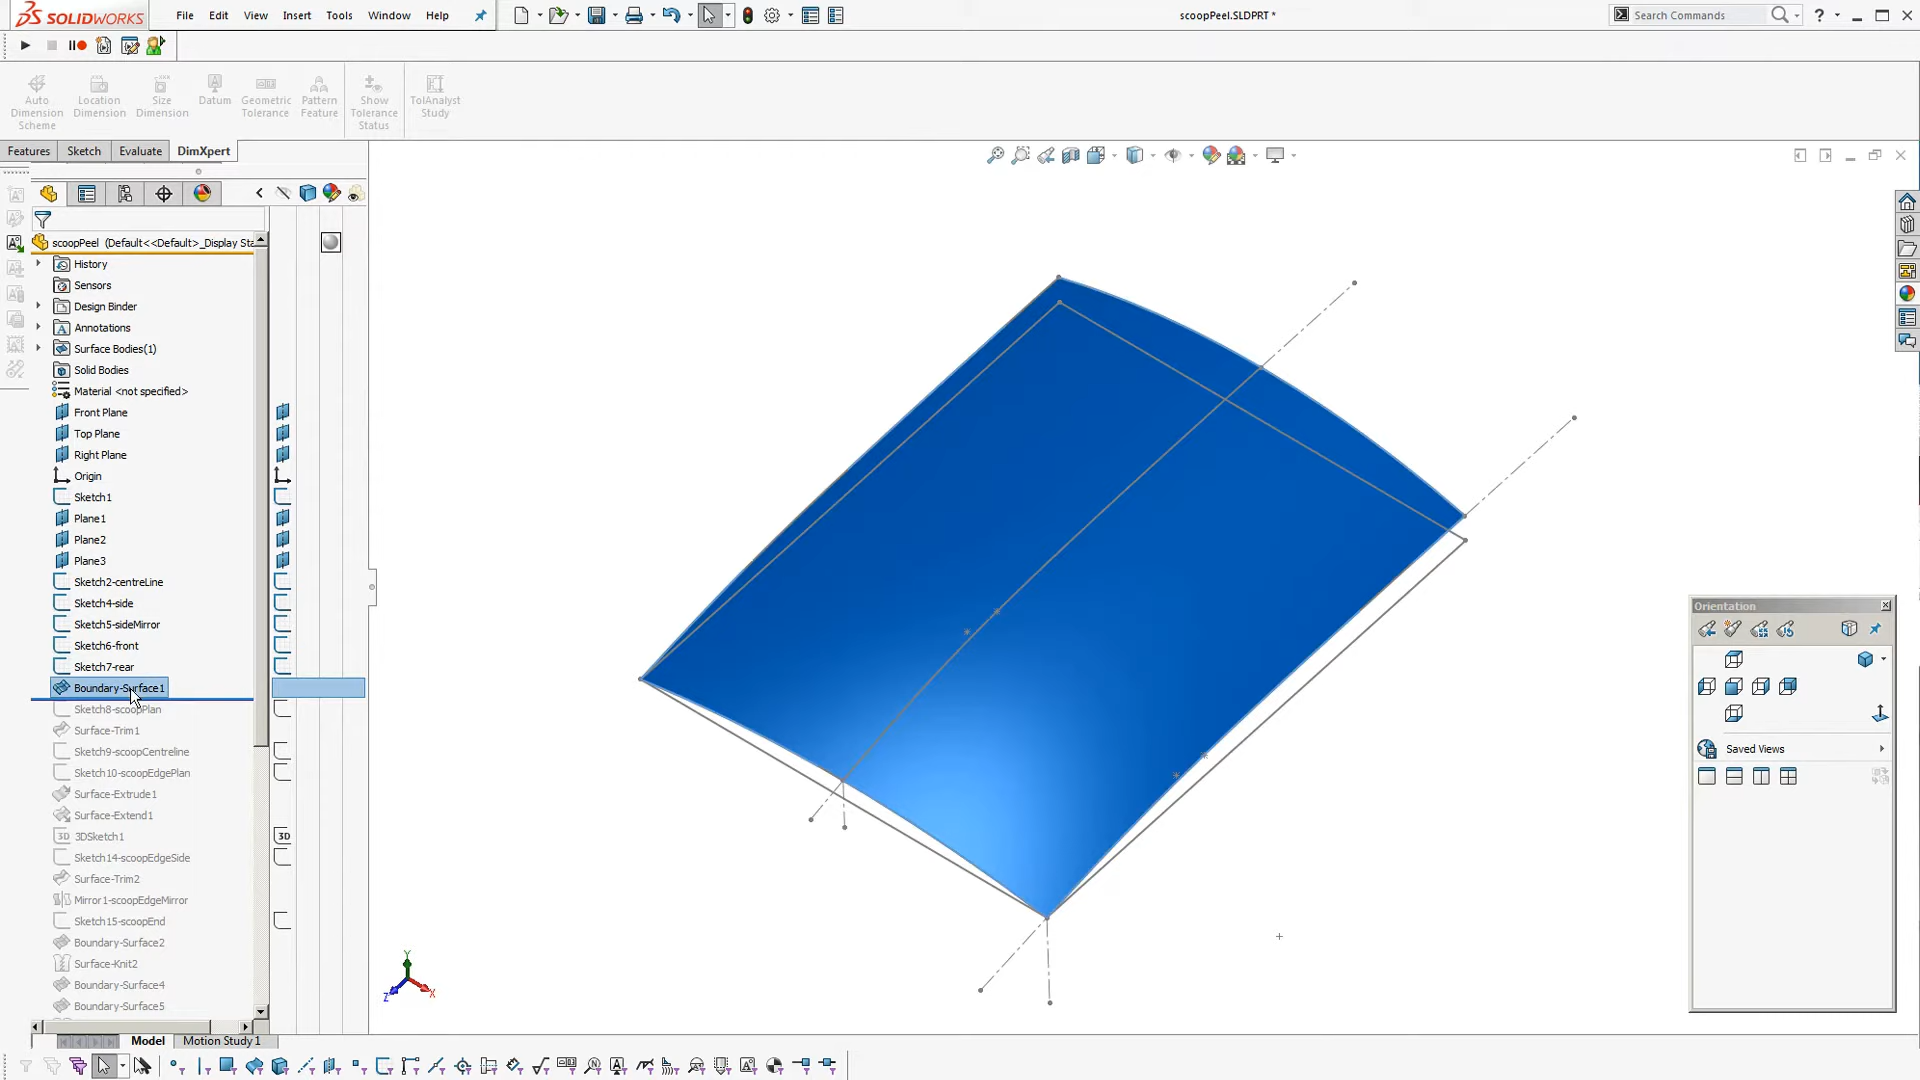 SOLIDWORKS File Edit View Insert Tools Window Help scoopPeel.SLDPRT * Search Commands ?
Auto Dimension Scheme
Location Dimension
Size Dimension
Datum
Geometric Tolerance
Pattern Feature
Show Tolerance Status
TolAnalyst Study
Features Sketch Evaluate DimXpert
scoopPeel (Default<<Default>_Display Sta
History
Sensors
Design Binder
Annotations
Surface Bodies(1)
Solid Bodies
Material <not specified>
Front Plane
Top Plane
Right Plane
Origin
Sketch1
Plane1
Plane2
Plane3
Sketch2-centreLine
Sketch4-side
Sketch5-sideMirror
Sketch6-front
Sketch7-rear
Boundary-Surface1
Sketch8-scoopPlan
Surface-Trim1
Sketch9-scoopCentreline
Sketch10-scoopEdgePlan
Surface-Extrude1
Surface-Extend1
3D 3DSketch1 3D
Sketch14-scoopEdgeSide
Surface-Trim2
Mirror1-scoopEdgeMirror
Sketch15-scoopEnd
Boundary-Surface2
Surface-Knit2
Boundary-Surface4
Boundary-Surface5
Y
Z X
Orientation
Saved Views
Model Motion Study 1